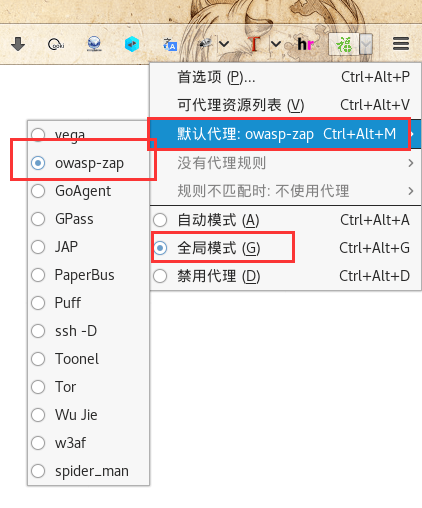 hr
福
首选项 (P)... Ctrl+Alt+P
可代理资源列表 (V) Ctrl+Alt+V
默认代理: owasp-zap Ctrl+Alt+M
没有代理规则
规则不匹配时: 不使用代理
自动模式 (A) Ctrl+Alt+A
全局模式 (G) Ctrl+Alt+G
禁用代理 (D) Ctrl+Alt+D
vega
owasp-zap
GoAgent
GPass
JAP
PaperBus
Puff
ssh -D
Toonel
Tor
Wu Jie
w3af
spider_man